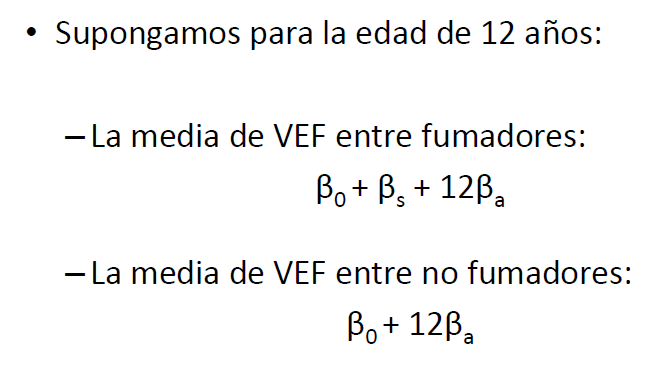 • Supongamos para la edad de 12 años:
– La media de VEF entre fumadores:
β₀ + βₛ + 12βₐ
– La media de VEF entre no fumadores:
β₀ + 12βₐ